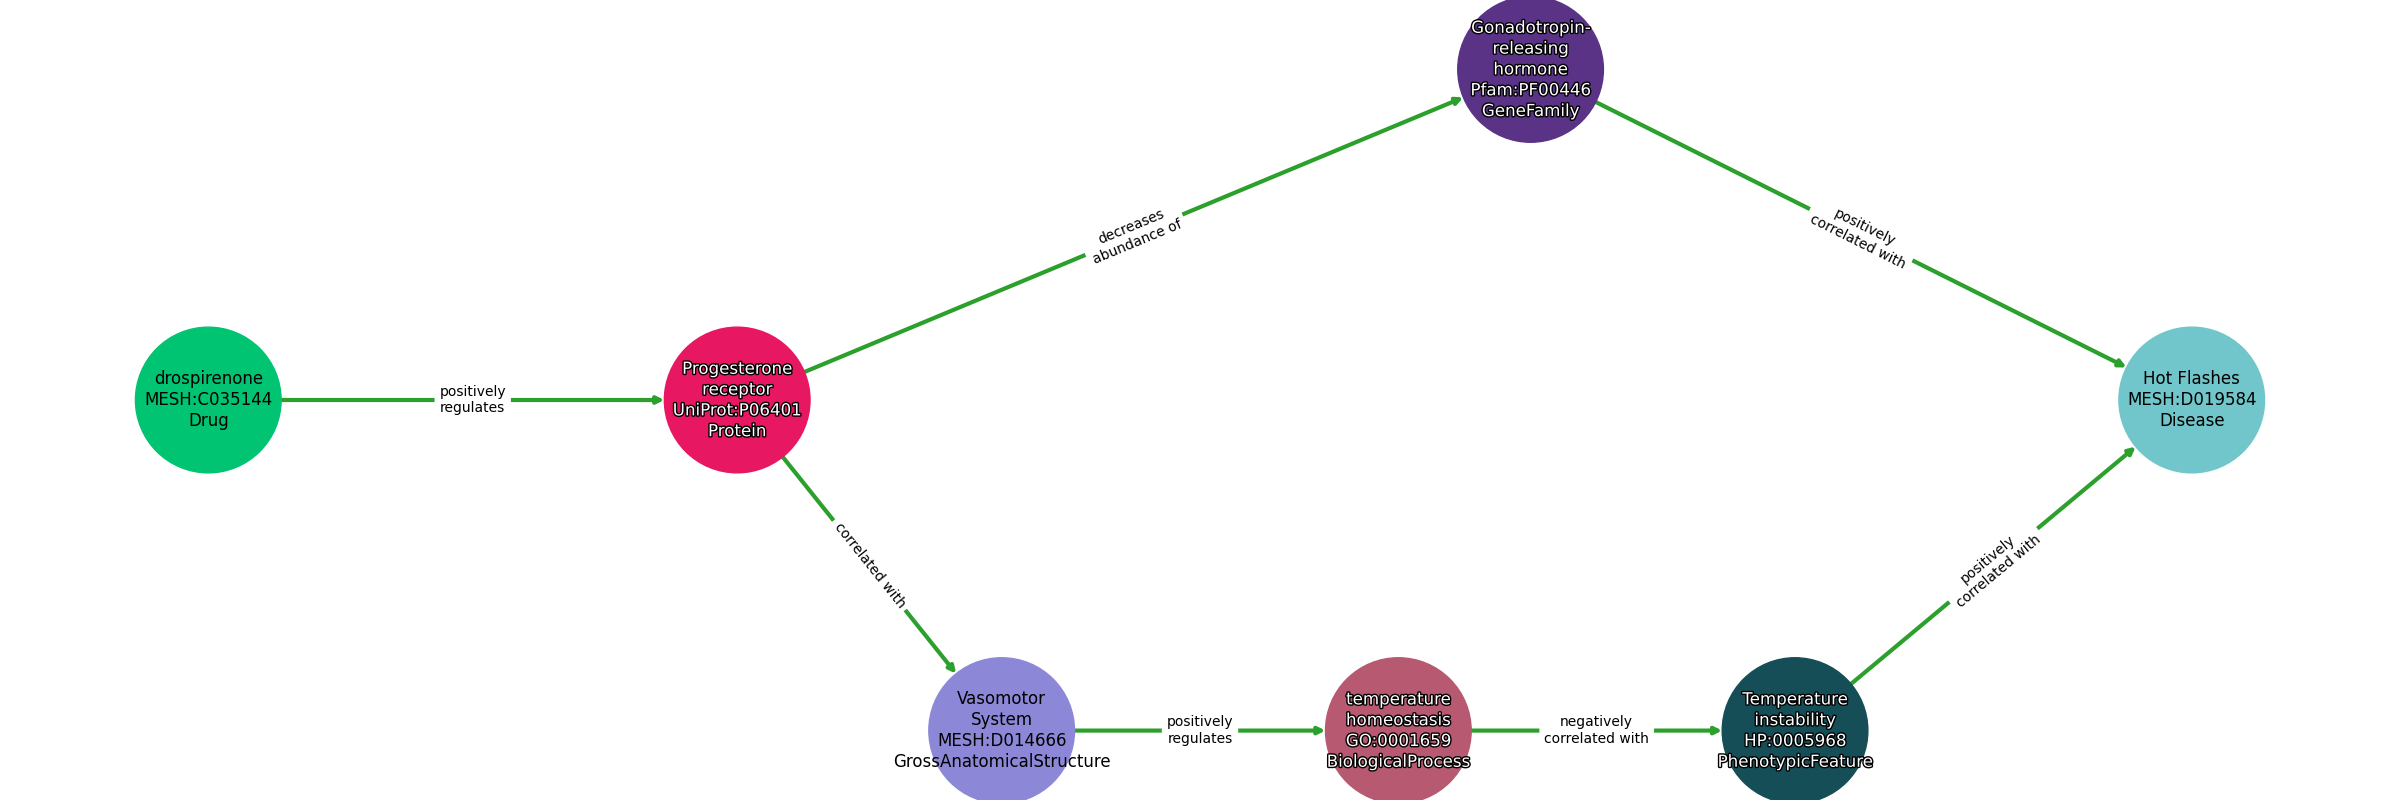 Gonadotropin-
releasing
hormone
Pfam:PF00446
GeneFamily
decreases
abundance of
positively
correlated with
drospirenone
MESH:C035144
Drug
positively
regulates
Progesterone
receptor
UniProt:P06401
Protein
Hot Flashes
MESH:D019584
Disease
correlated with
positively
correlated with
Vasomotor
System
MESH:D014666
GrossAnatomicalStructure
positively
regulates
temperature
homeostasis
GO:0001659
BiologicalProcess
negatively
correlated with
Temperature
instability
HP:0005968
PhenotypicFeature